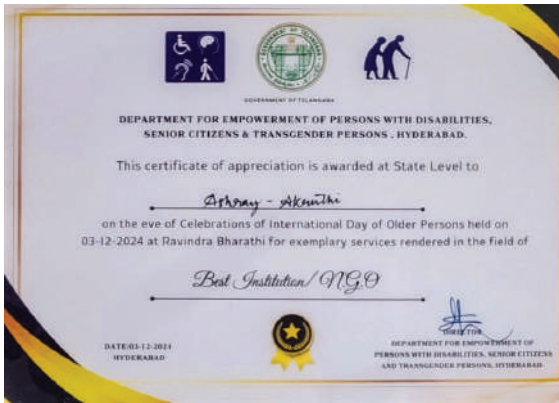 GOVERNMENT OF TELANGANA
DEPARTMENT FOR EMPOWERMENT OF PERSONS WITH DISABILITIES,
SENIOR CITIZENS & TRANSGENDER PERSONS , HYDERABAD.
This certificate of appreciation is awarded at State Level to
Ashray - Akruthi
on the eve of Celebrations of International Day of Older Persons held on
03-12-2024 at Ravindra Bharathi for exemplary services rendered in the field of
Best Institution/ N.G.O
DATE:03-12-2024
HYDERABAD
DIRECTOR
DEPARTMENT FOR EMPOWERMENT OF
PERSONS WITH DISABILITIES, SENIOR CITIZENS
AND TRANSGENDER PERSONS, HYDERABAD